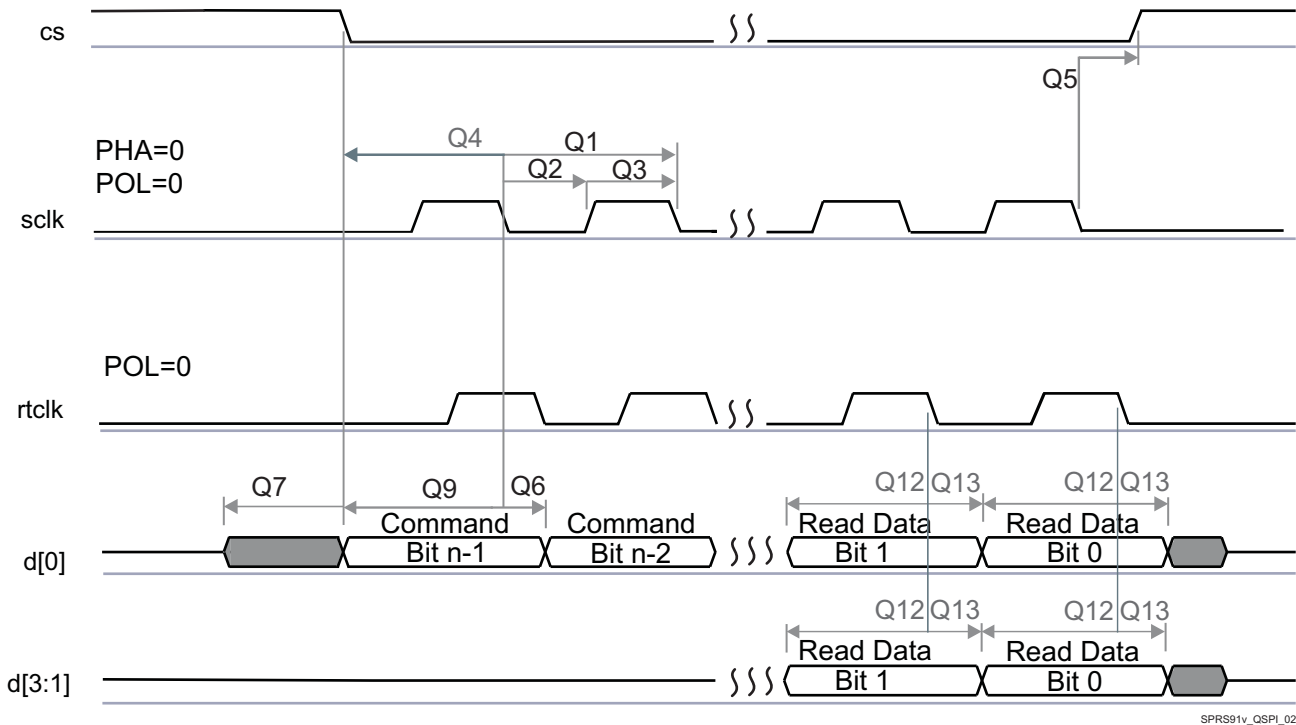 cs
Q5
PHA=0
POL=0
Q4
Q1
Q2
Q3
sclk
POL=0
rtclk
Q7
Q9
Q6
Q12
Q13
Q12
Q13
Command
Command
Read Data
Read Data
d[0]
Bit n-1
Bit n-2
Bit 1
Bit 0
Q12
Q13
Q12
Q13
Read Data
Read Data
d[3:1]
Bit 1
Bit 0
SPRS91v_QSPI_02